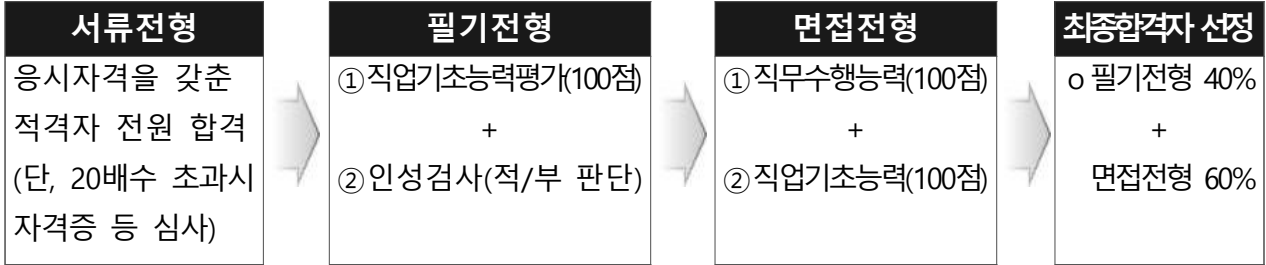 서류전형
응시자격을 갖춘
적격자 전원 합격
(단, 20배수 초과시
자격증 등 심사)
필기전형
①직업기초능력평가(100점)
+
②인성검사(적/부 판단)
면접전형
①직무수행능력(100점)
+
②직업기초능력(100점)
최종합격자 선정
o 필기전형 40%
+
면접전형 60%